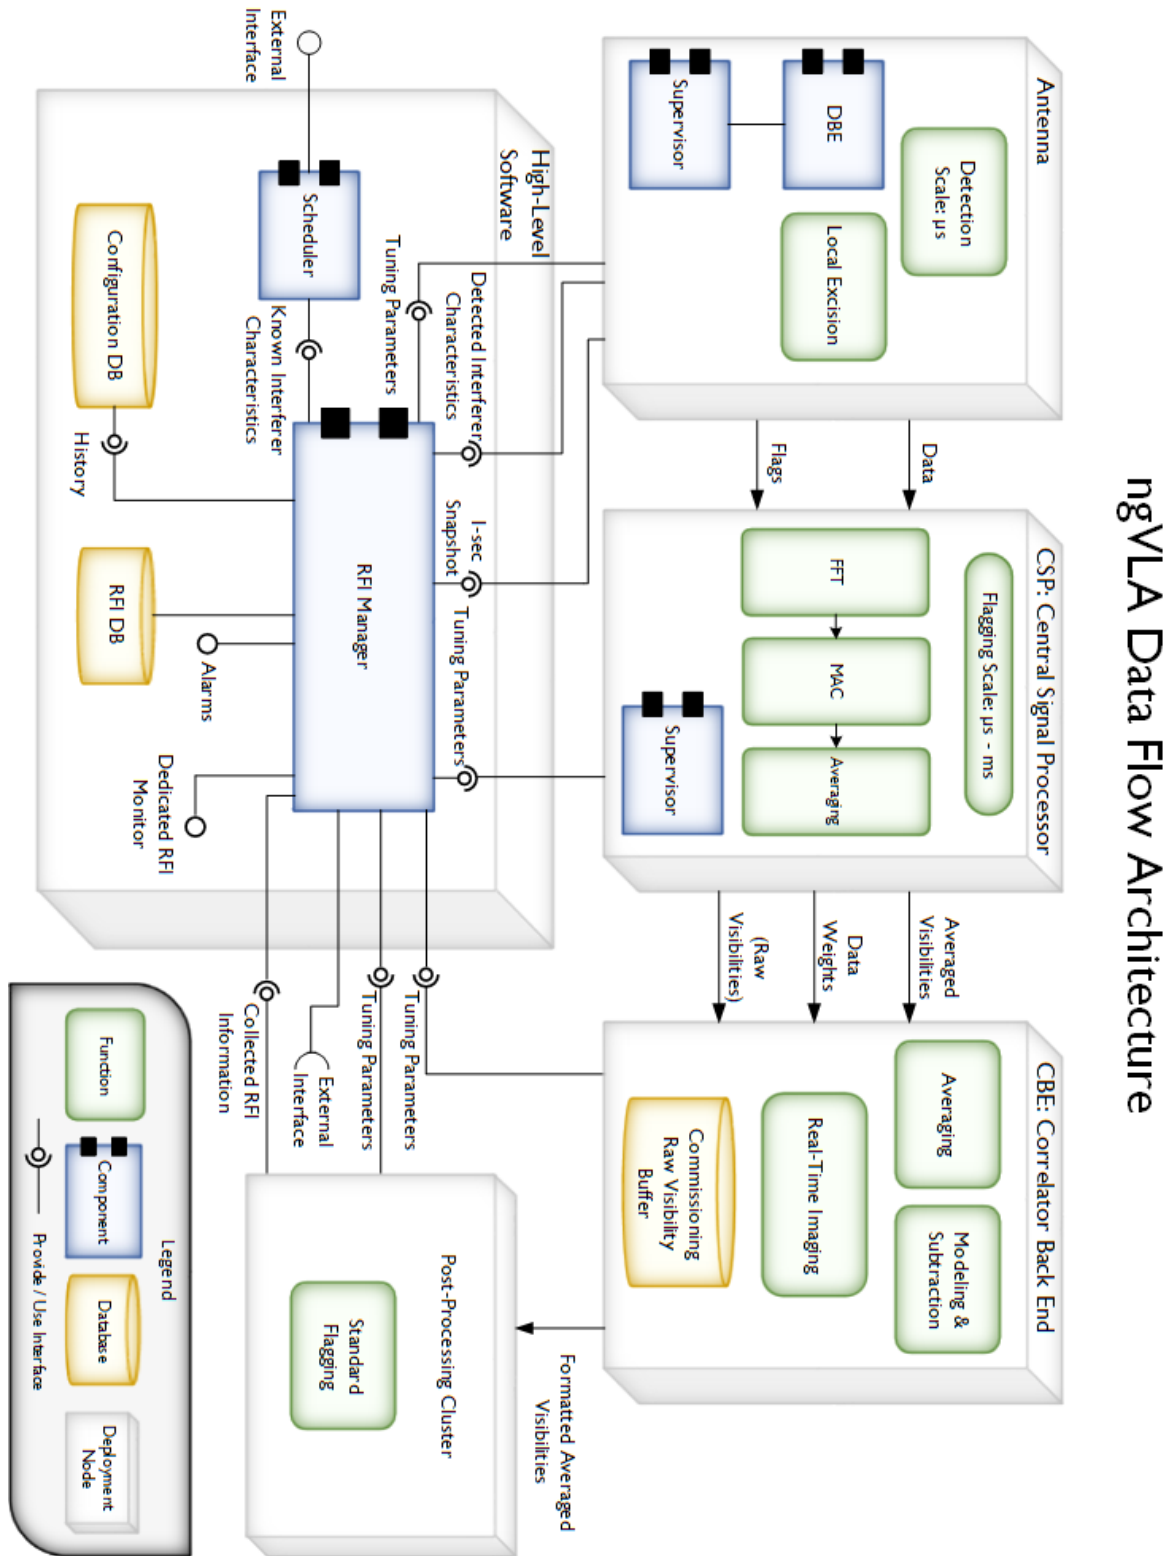 ngVLA Data Flow Architecture
Antenna
Detection
Scale: µs
DBE
Local Excision
Supervisor
Data
Flags
CSP: Central Signal Processor
Flagging Scale: µs - ms
FFT
MAC
Averaging
Supervisor
Averaged
Visibilities
Data
Weights
(Raw
Visibilities)
CBE: Correlator Back End
Averaging
Modeling &
Subtraction
Real-Time Imaging
Commissioning
Raw Visibility
Buffer
Formatted Averaged
Visibilities
High-Level
Software
External
Interface
Scheduler
Tuning Parameters
Detected Interferer
Characteristics
1-sec
Snapshot
Tuning Parameters
Known Interferer
Characteristics
RFI Manager
Configuration DB
History
RFI DB
Alarms
Dedicated RFI
Monitor
Tuning Parameters
Tuning Parameters
External
Interface
Collected RFI
Information
Post-Processing Cluster
Standard
Flagging
Legend
Function
Component
Database
Deployment
Node
Provide / Use Interface